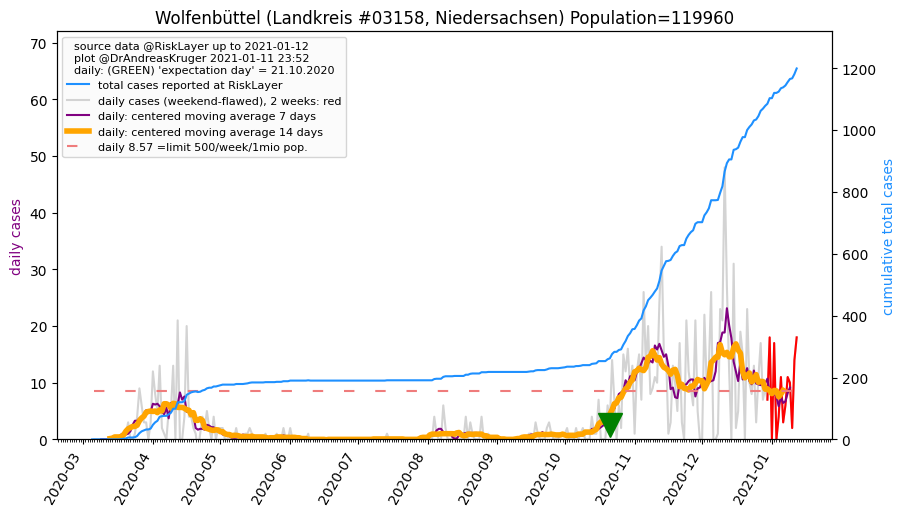 Wolfenbüttel (Landkreis #03158, Niedersachsen) Population=119960
source data @RiskLayer up to 2021-01-12
plot @DrAndreasKruger 2021-01-11 23:52
daily: (GREEN) 'expectation day' = 21.10.2020
total cases reported at RiskLayer
daily cases (weekend-flawed), 2 weeks: red
daily: centered moving average 7 days
daily: centered moving average 14 days
daily 8.57 =limit 500/week/1mio pop.
daily cases
70
60
50
40
30
20
10
0
cumulative total cases
1200
1000
800
600
400
200
0
2020-03
2020-04
2020-05
2020-06
2020-07
2020-08
2020-09
2020-10
2020-11
2020-12
2021-01